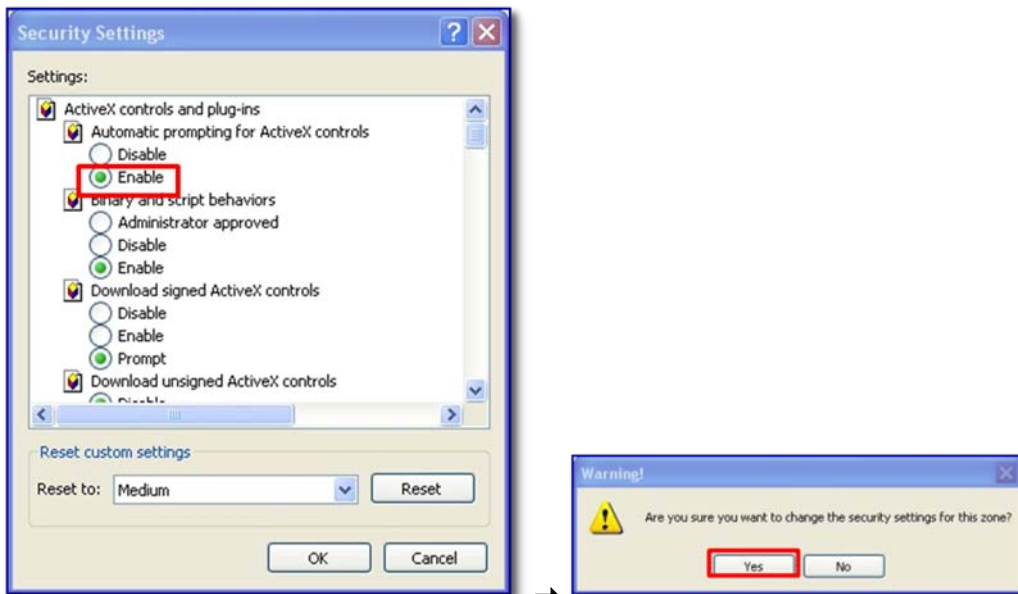 Security Settings
Settings:
ActiveX controls and plug-ins
Automatic prompting for ActiveX controls
Disable
Enable
Binary and script behaviors
Administrator approved
Disable
Enable
Download signed ActiveX controls
Disable
Enable
Prompt
Download unsigned ActiveX controls
Disable
Reset custom settings
Reset to: Medium Reset
OK Cancel
Warning!
Are you sure you want to change the security settings for this zone?
Yes No